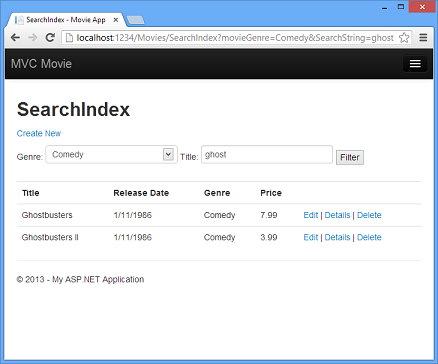 SearchIndex - Movie App
localhost:1234/Movies/SearchIndex?movieGenre=Comedy&SearchString=ghost
MVC Movie
SearchIndex
Create New
Genre: Comedy Title: ghost Filter
Title Release Date Genre Price
Ghostbusters 1/11/1986 Comedy 7.99 Edit | Details | Delete
Ghostbusters II 1/11/1986 Comedy 3.99 Edit | Details | Delete
© 2013 - My ASP.NET Application